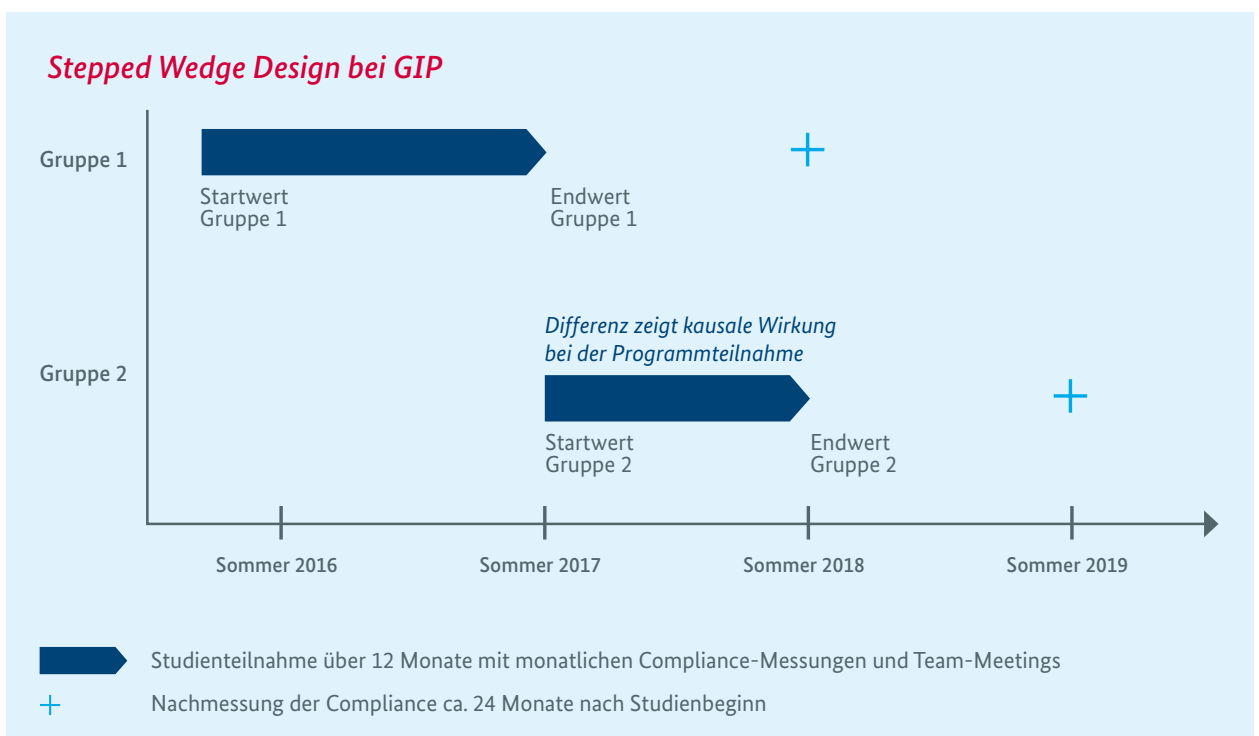 Stepped Wedge Design bei GIP
Gruppe 1
Startwert
Gruppe 1
Endwert
Gruppe 1
Differenz zeigt kausale Wirkung
bei der Programmteilnahme
Gruppe 2
Startwert
Gruppe 2
Endwert
Gruppe 2
Sommer 2016
Sommer 2017
Sommer 2018
Sommer 2019
Studienteilnahme über 12 Monate mit monatlichen Compliance-Messungen und Team-Meetings
Nachmessung der Compliance ca. 24 Monate nach Studienbeginn